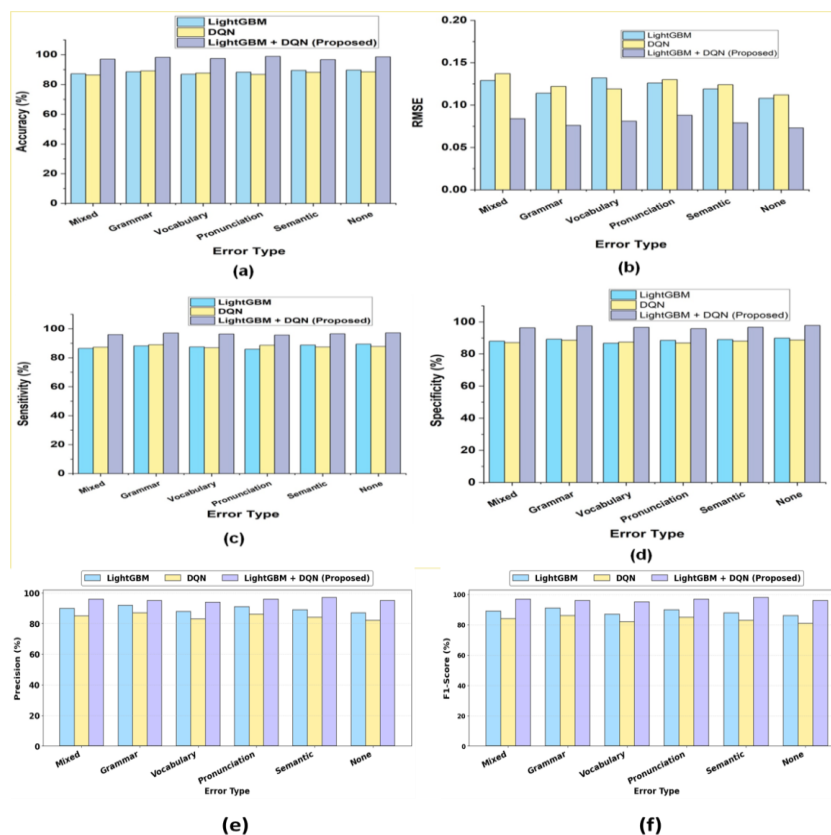 LightGBM
DQN
LightGBM + DQN (Proposed)
100
80
60
40
20
0
Accuracy (%)
Mixed
Grammar
Vocabulary
Pronunciation
Semantic
None
Error Type
(a)
LightGBM
DQN
LightGBM + DQN (Proposed)
0.20
0.15
0.10
0.05
0.00
RMSE
Mixed
Grammar
Vocabulary
Pronunciation
Semantic
None
Error Type
(b)
LightGBM
DQN
LightGBM + DQN (Proposed)
100
80
60
40
20
0
Sensitivity (%)
Mixed
Grammar
Vocabulary
Pronunciation
Semantic
None
Error Type
(c)
LightGBM
DQN
LightGBM + DQN (Proposed)
100
80
60
40
20
0
Specificity (%)
Mixed
Grammar
Vocabulary
Pronunciation
Semantic
None
Error Type
(d)
LightGBM DQN LightGBM + DQN (Proposed)
100
80
60
40
20
0
Precision (%)
Mixed
Grammar
Vocabulary
Pronunciation
Semantic
None
Error Type
(e)
LightGBM DQN LightGBM + DQN (Proposed)
100
80
60
40
20
0
F1-Score (%)
Mixed
Grammar
Vocabulary
Pronunciation
Semantic
None
Error Type
(f)